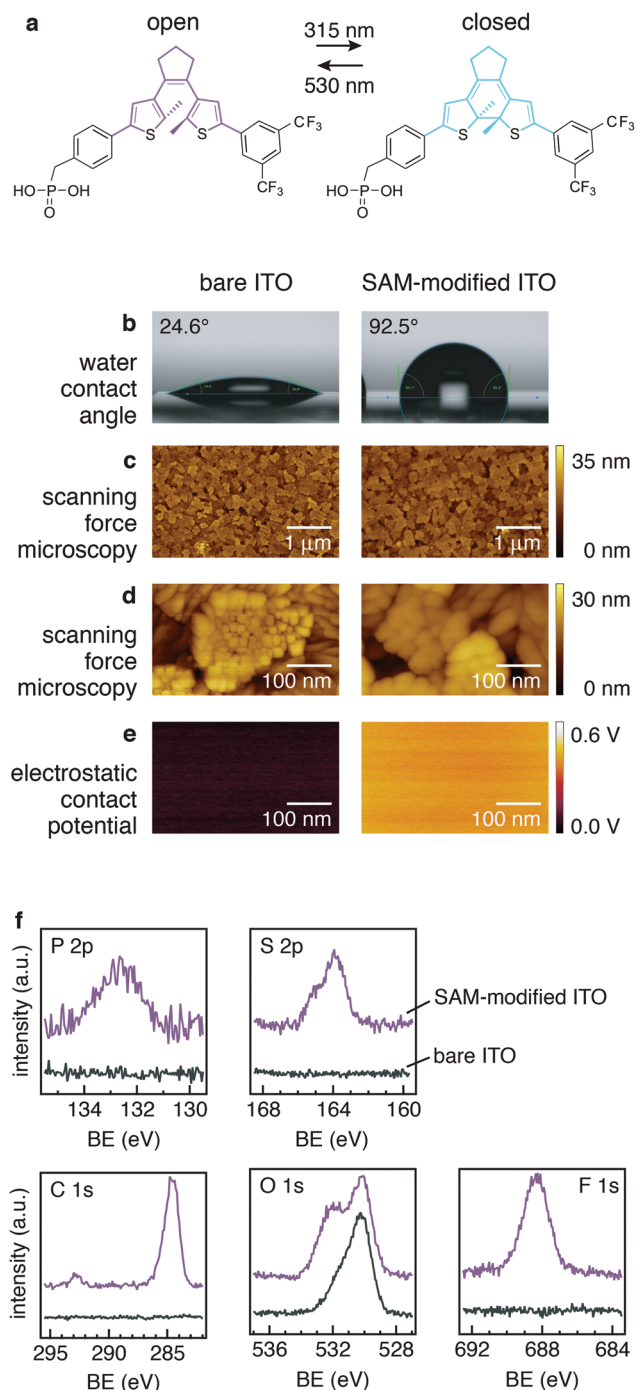 a
open
315 nm
530 nm
closed
S
S
CF₃
CF₃
HO
P
OH
O
S
S
CF₃
CF₃
HO
P
OH
O
bare ITO
SAM-modified ITO
b
water
contact
angle
24.6°
92.5°
c
scanning
force
microscopy
1 µm
1 µm
35 nm
0 nm
d
scanning
force
microscopy
100 nm
100 nm
30 nm
0 nm
e
electrostatic
contact
potential
100 nm
100 nm
0.6 V
0.0 V
f
intensity (a.u.)
P 2p
134 132 130
BE (eV)
S 2p
168 164 160
BE (eV)
SAM-modified ITO
bare ITO
intensity (a.u.)
C 1s
295 290 285
BE (eV)
O 1s
536 532 528
BE (eV)
F 1s
692 688 684
BE (eV)